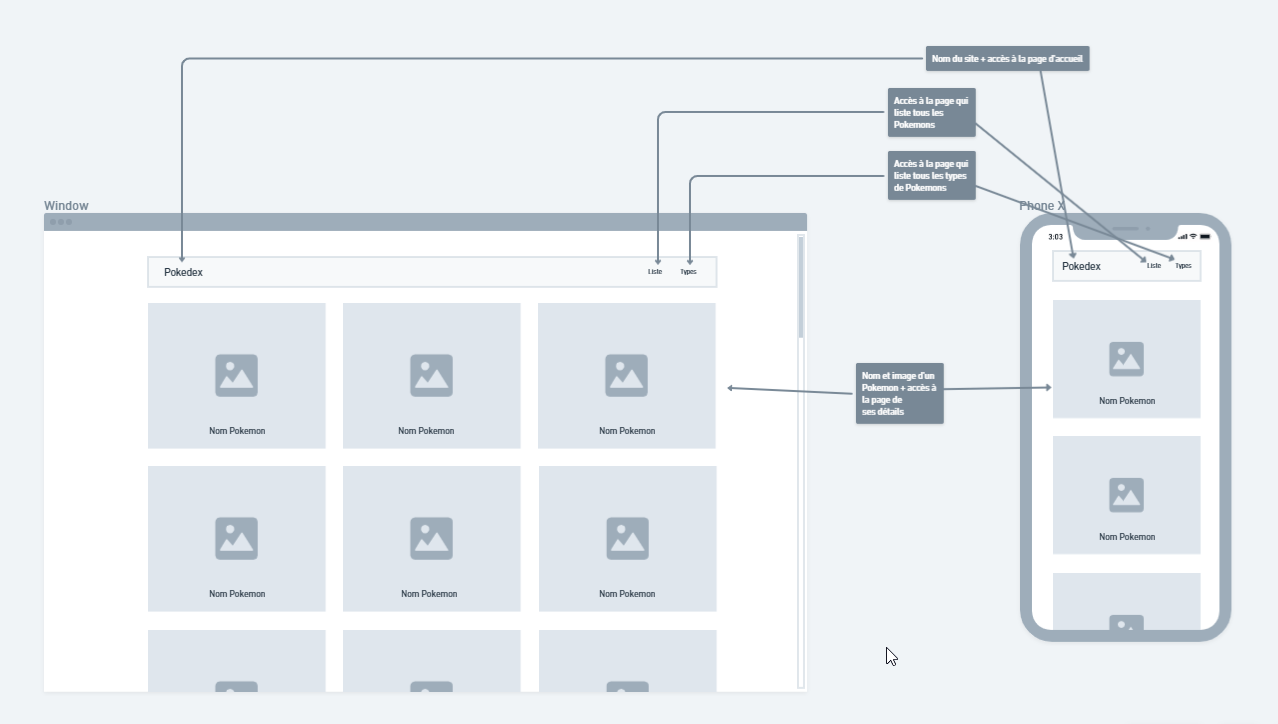 Nom du site + accès à la page d'accueil
Accès à la page qui
liste tous les
Pokemons
Accès à la page qui
liste tous les types
de Pokemons
Window
Phone X
3:03
Pokedex
Liste
Types
Pokedex
Liste
Types
Nom et image d'un
Pokemon + accès à
la page de
ses détails
Nom Pokemon
Nom Pokemon
Nom Pokemon
Nom Pokemon
Nom Pokemon
Nom Pokemon
Nom Pokemon
Nom Pokemon